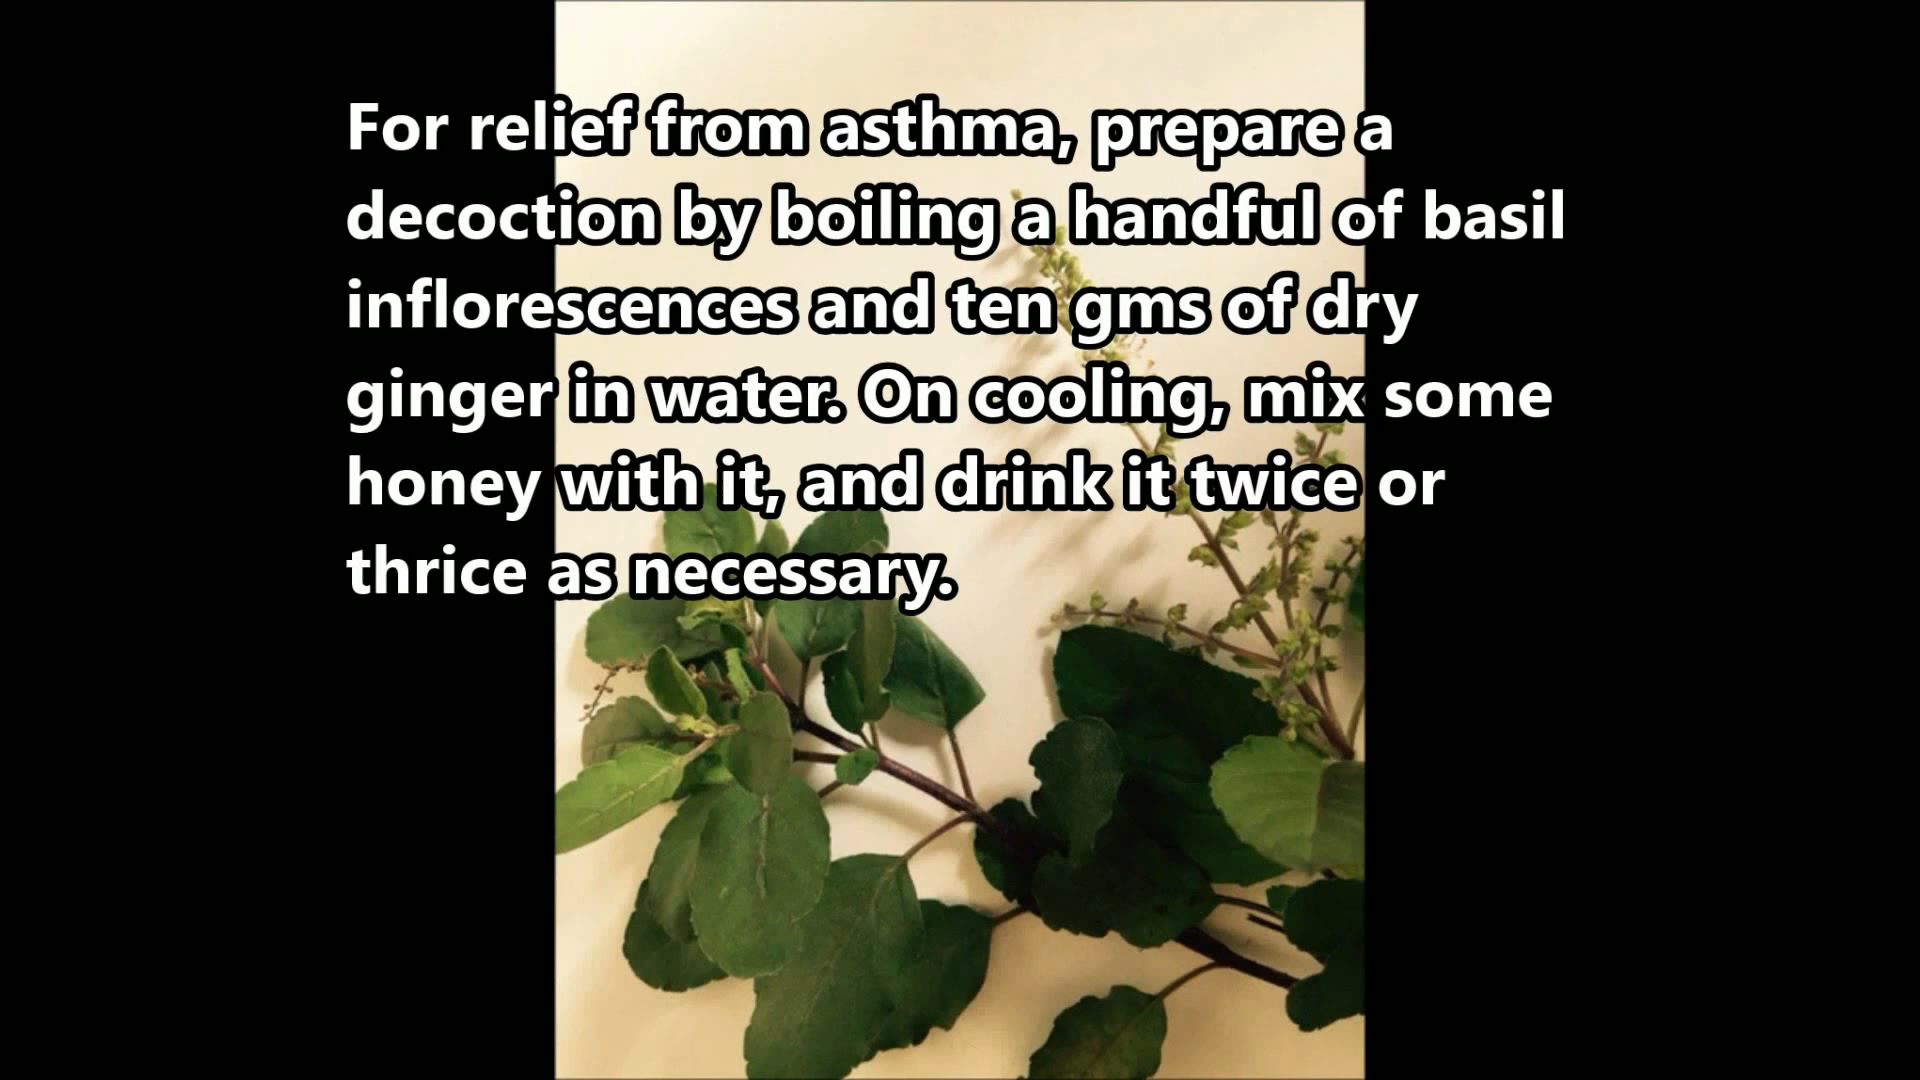 For relief from asthma, prepare a
decoction by boiling a handful of basil
inflorescences and ten gms of dry
ginger in water. On cooling, mix some
honey with it, and drink it twice or
thrice as necessary.